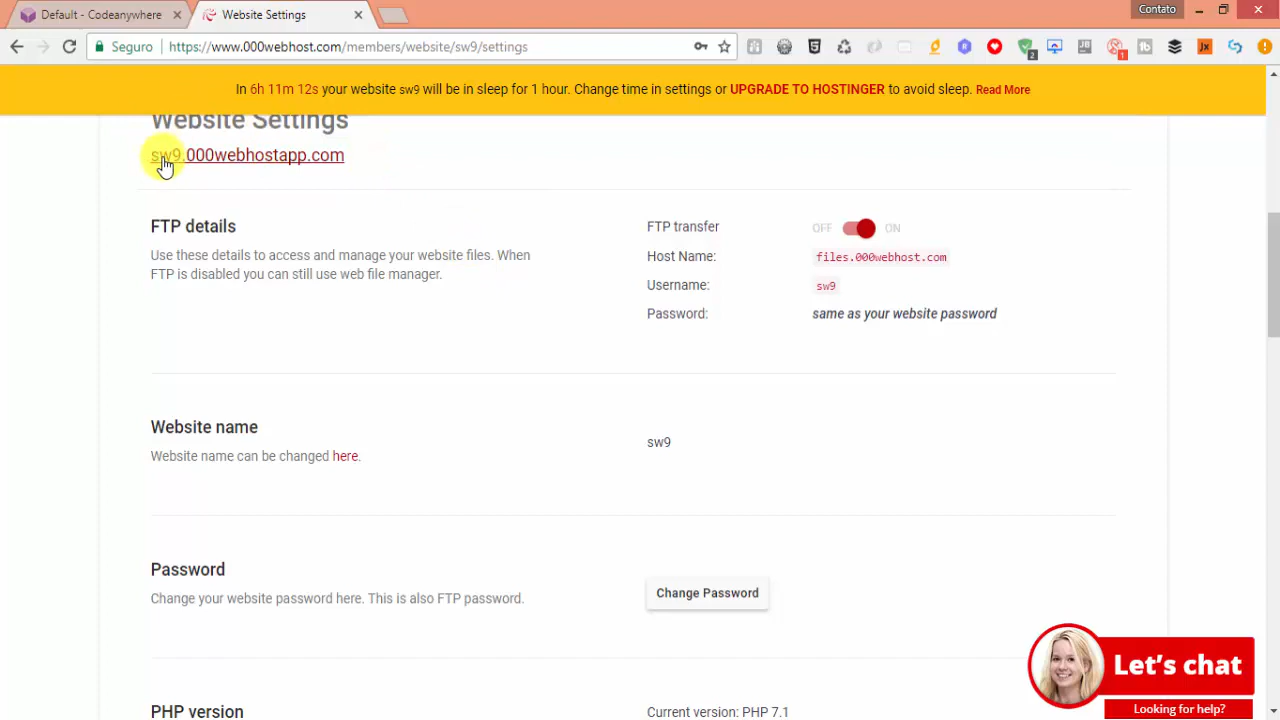 Default - Codeanywhere
Website Settings
Contato
Seguro
https://www.000webhost.com/members/website/sw9/settings
In 6h 11m 12s your website sw9 will be in sleep for 1 hour. Change time in settings or UPGRADE TO HOSTINGER to avoid sleep. Read More
Website Settings
sw9.000webhostapp.com
FTP details
Use these details to access and manage your website files. When
FTP is disabled you can still use web file manager.
FTP transfer
OFF ON
Host Name: files.000webhost.com
Username: sw9
Password: same as your website password
Website name
Website name can be changed here.
sw9
Password
Change your website password here. This is also FTP password.
Change Password
PHP version
Current version: PHP 7.1
Let's chat
Looking for help?